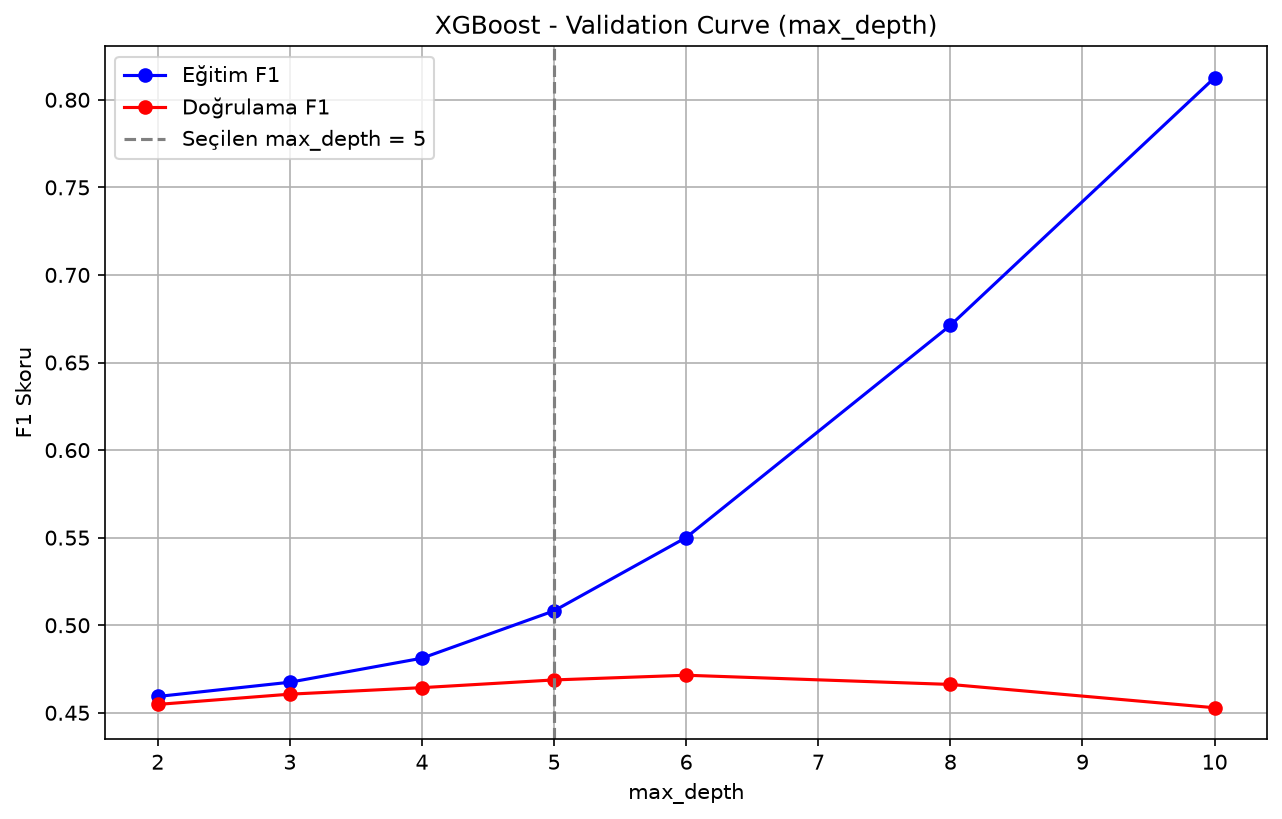 XGBoost - Validation Curve (max_depth)
Eğitim F1
Doğrulama F1
Seçilen max_depth = 5
F1 Skoru
0.80
0.75
0.70
0.65
0.60
0.55
0.50
0.45
2 3 4 5 6 7 8 9 10
max_depth